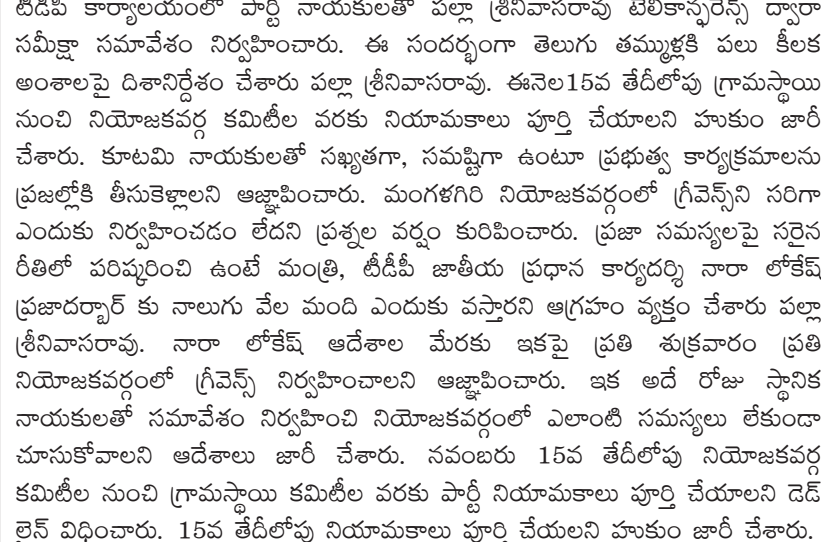 టీడీపీ కార్యాలయంలో పార్టీ నాయకులతో పల్లా శ్రీనివాసరావు టెలికాన్ఫరెన్స్ ద్వారా
సమీక్షా సమావేశం నిర్వహించారు. ఈ సందర్భంగా తెలుగు తమ్ముళ్లకి పలు కీలక
అంశాలపై దిశానిర్దేశం చేశారు పల్లా శ్రీనివాసరావు. ఈనెల15వ తేదీలోపు గ్రామస్థాయి
నుంచి నియోజకవర్గ కమిటీల వరకు నియామకాలు పూర్తి చేయాలని హుకుం జారీ
చేశారు. కూటమి నాయకులతో సఖ్యతగా, సమష్టిగా ఉంటూ ప్రభుత్వ కార్యక్రమాలను
ప్రజల్లోకి తీసుకెళ్లాలని ఆజ్ఞాపించారు. మంగళగిరి నియోజకవర్గంలో గ్రీవెన్స్‌ని సరిగా
ఎందుకు నిర్వహించడం లేదని ప్రశ్నల వర్షం కురిపించారు. ప్రజా సమస్యలపై సరైన
రీతిలో పరిష్కరించి ఉంటే మంత్రి, టీడీపీ జాతీయ ప్రధాన కార్యదర్శి నారా లోకేష్
ప్రజాదర్బార్ కు నాలుగు వేల మంది ఎందుకు వస్తారని ఆగ్రహం వ్యక్తం చేశారు పల్లా
శ్రీనివాసరావు. నారా లోకేష్ ఆదేశాల మేరకు ఇకపై ప్రతి శుక్రవారం ప్రతి
నియోజకవర్గంలో గ్రీవెన్స్ నిర్వహించాలని ఆజ్ఞాపించారు. ఇక అదే రోజు స్థానిక
నాయకులతో సమావేశం నిర్వహించి నియోజకవర్గంలో ఎలాంటి సమస్యలు లేకుండా
చూసుకోవాలని ఆదేశాలు జారీ చేశారు. నవంబరు 15వ తేదీలోపు నియోజకవర్గ
కమిటీల నుంచి గ్రామస్థాయి కమిటీల వరకు పార్టీ నియామకాలు పూర్తి చేయాలని డెడ్
లైన్ విధించారు. 15వ తేదీలోపు నియామకాలు పూర్తి చేయలని హుకుం జారీ చేశారు.